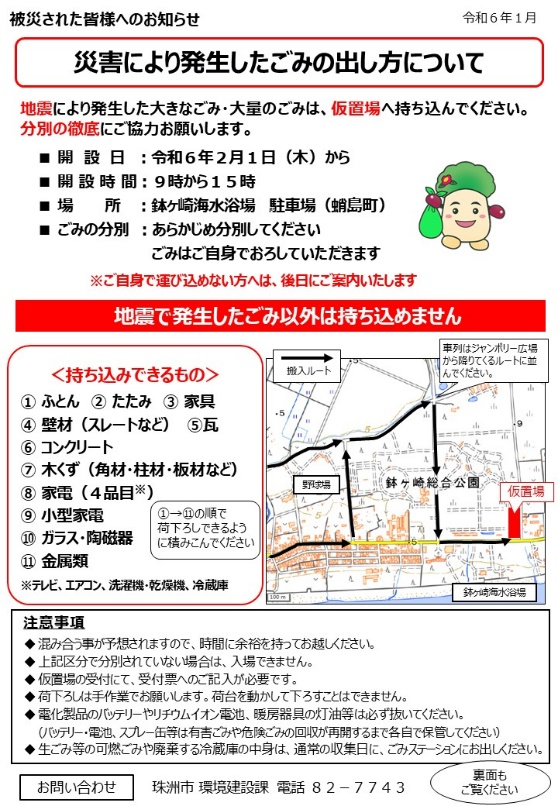 被災された皆様へのお知らせ
令和６年１月
災害により発生したごみの出し方について
地震により発生した大きなごみ・大量のごみは、仮置場へ持ち込んでください。
分別の徹底にご協力お願いします。
■ 開設日 ：令和６年２月１日（木）から
■ 開設時間：９時から１５時
■ 場所 ：鉢ヶ崎海水浴場 駐車場（蛸島町）
■ ごみの分別 ：あらかじめ分別してください
ごみはご自身でおろしていただきます
※ご自身で運び込めない方へは、後日にご案内いたします
地震で発生したごみ以外は持ち込めません
＜持ち込みできるもの＞
① ふとん ② たたみ ③ 家具
④ 壁材（スレートなど） ⑤瓦
⑥ コンクリート
⑦ 木くず（角材・柱材・板材など）
⑧ 家電（４品目※）
⑨ 小型家電
⑩ ガラス・陶磁器
⑪ 金属類
①→⑪の順で
荷下ろしできるよう
に積みこんでください
※テレビ、エアコン、洗濯機・乾燥機、冷蔵庫
搬入ルート
車列はジャンボリー広場
から降りてくるルートに並
んでください。
野球場
鉢ヶ崎総合公園
仮置場
鉢ヶ崎海水浴場
100 m
注意事項
◆ 混み合う事が予想されますので、時間に余裕を持ってお越しください。
◆ 上記区分で分別されていない場合は、入場できません。
◆ 仮置場の受付にて、受付票へのご記入が必要です。
◆ 荷下ろしは手作業でお願いします。荷台を動かして下ろすことはできません。
◆ 電化製品のバッテリーやリチウムイオン電池、暖房器具の灯油等は必ず抜いてください。
（バッテリー・電池、スプレー缶等は有害ごみや危険ごみの回収が再開するまで各自で保管してください）
◆ 生ごみ等の可燃ごみや廃棄する冷蔵庫の中身は、通常の収集日に、ごみステーションにお出しください。
お問い合わせ
珠洲市 環境建設課 電話 ８２－７７４３
裏面も
ご覧ください